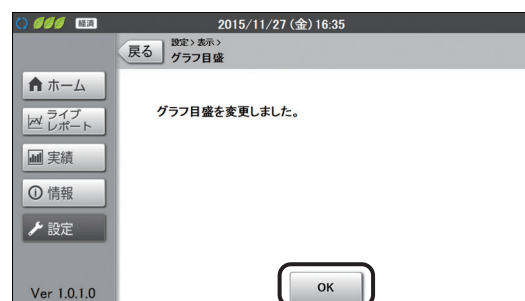 経済 2015/11/27 (金) 16:35
戻る
設定>表示>
グラフ目盛
ホーム
ライブ
レポート
実績
情報
設定
Ver 1.0.1.0
グラフ目盛を変更しました。
OK